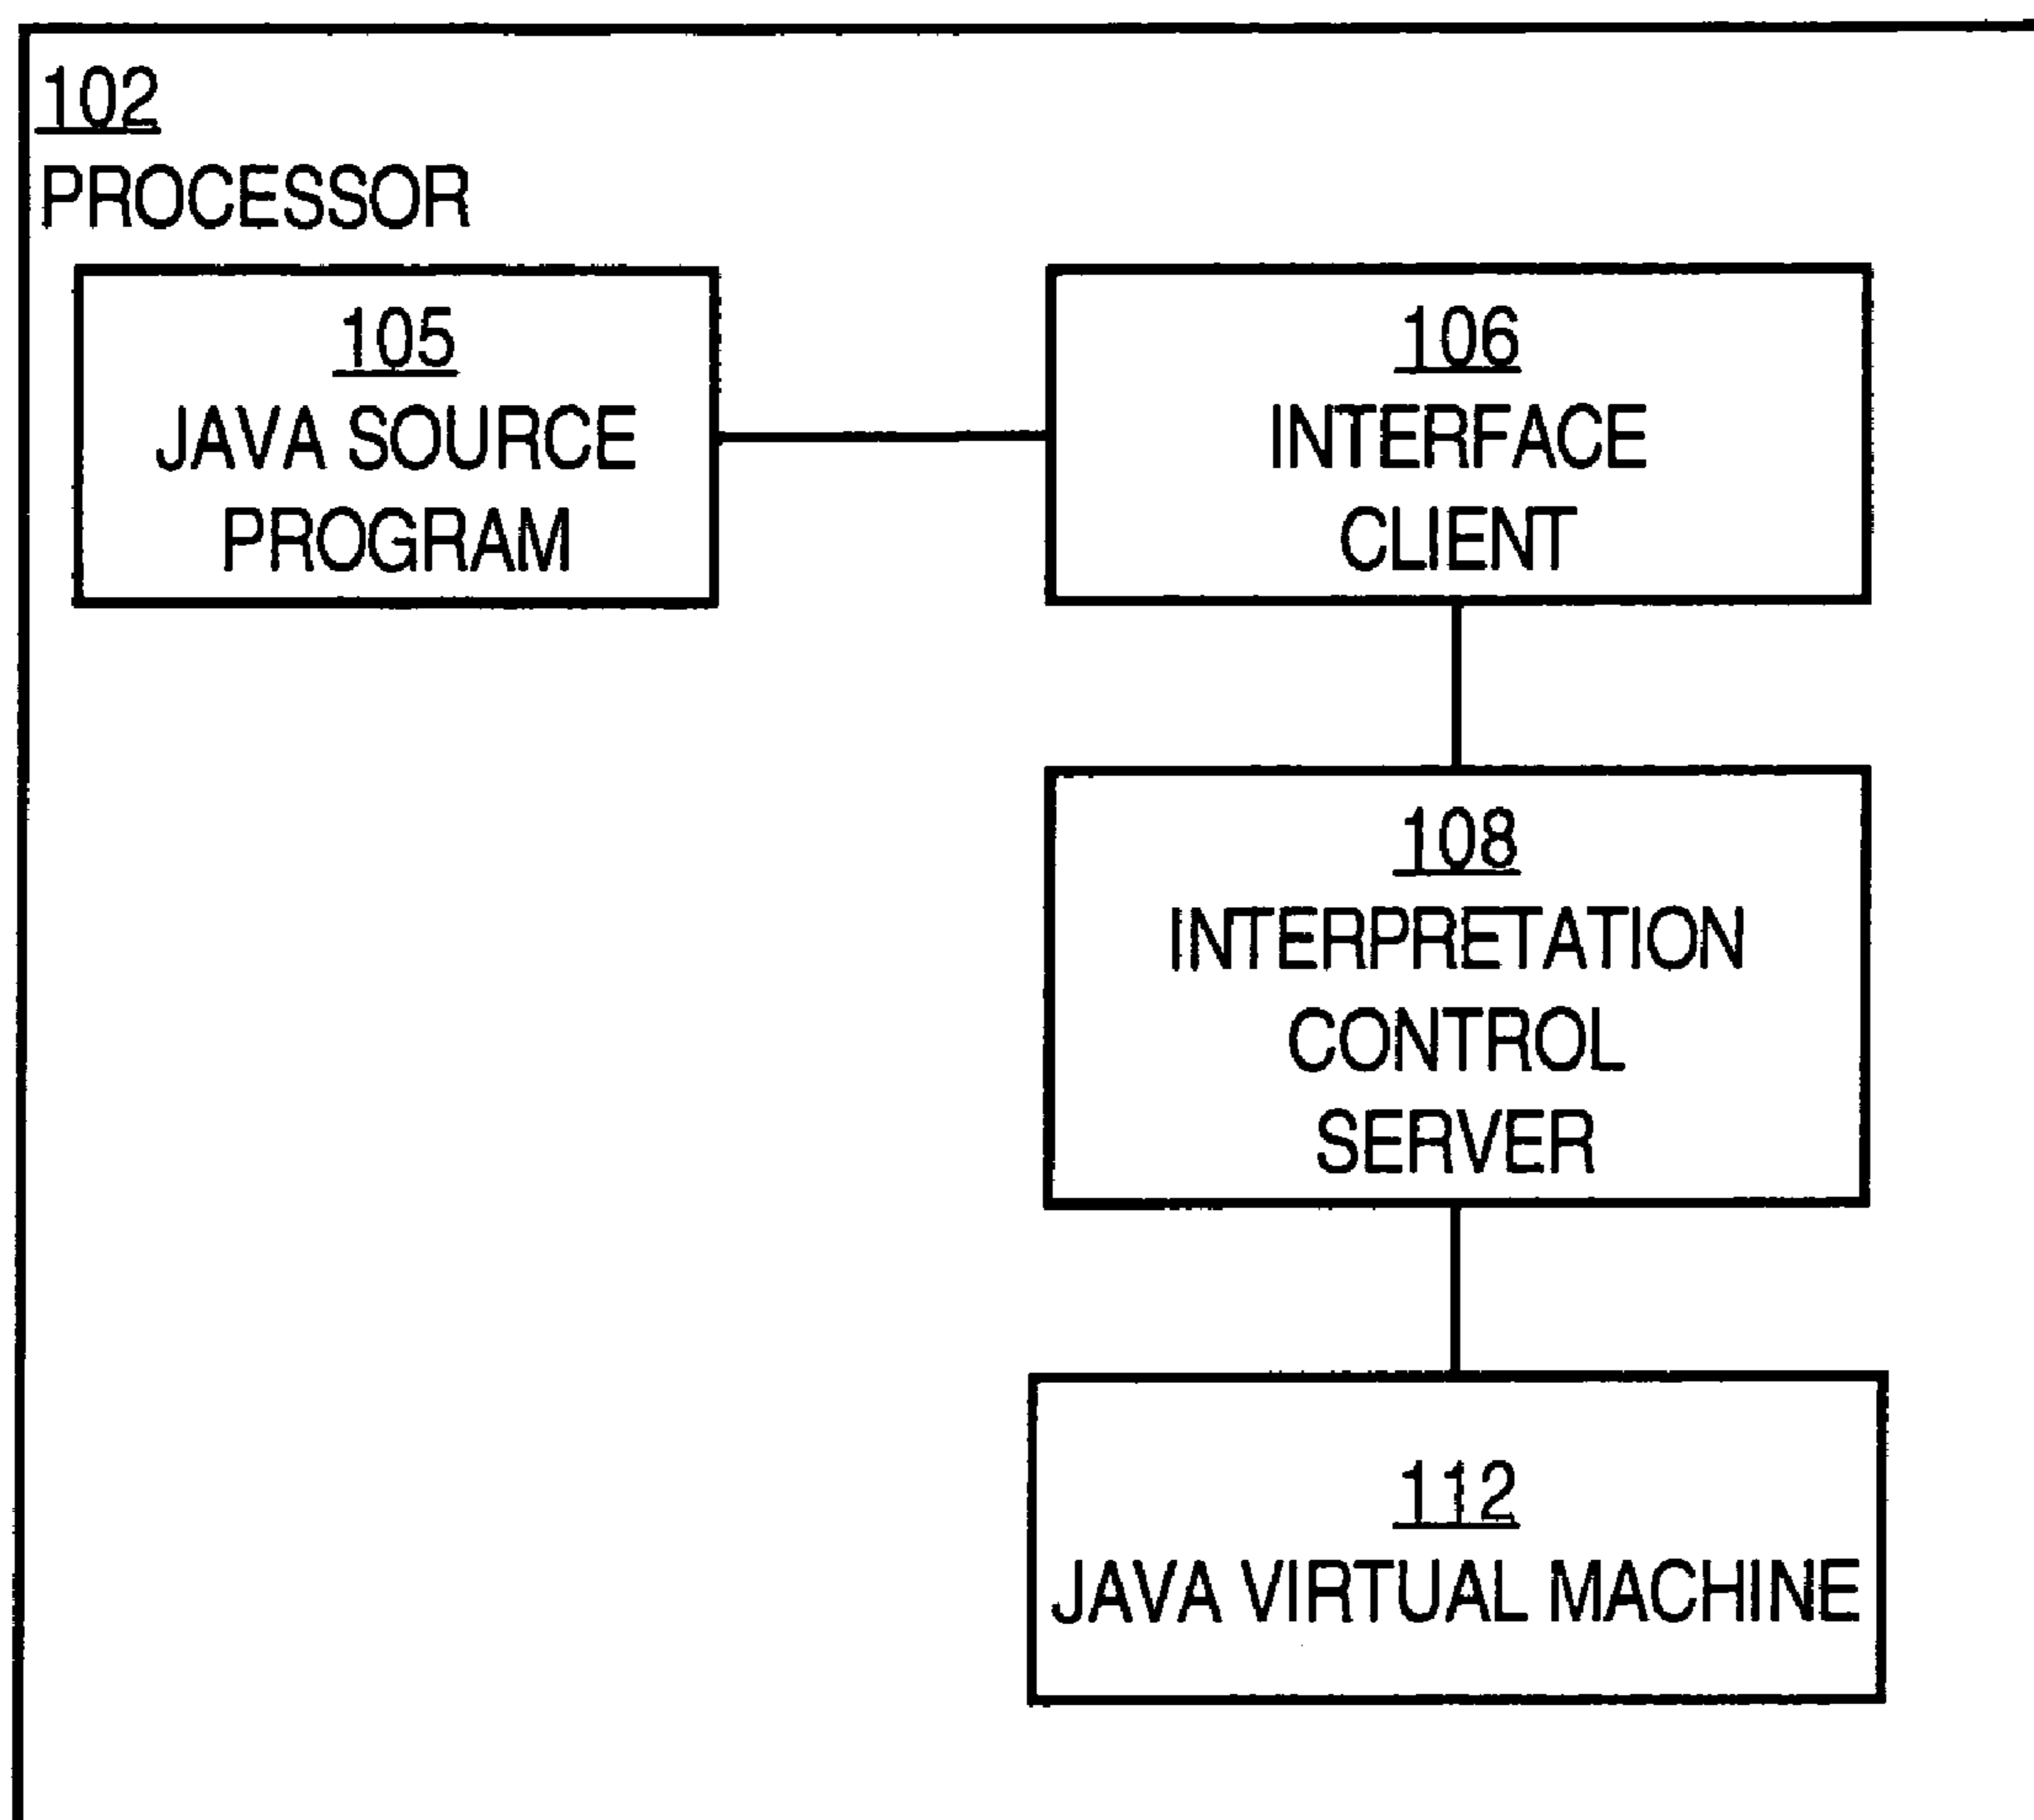 102
PROCESSOR
105
JAVA SOURCE
PROGRAM
106
INTERFACE
CLIENT
108
INTERPRETATION
CONTROL
SERVER
112
JAVA VIRTUAL MACHINE